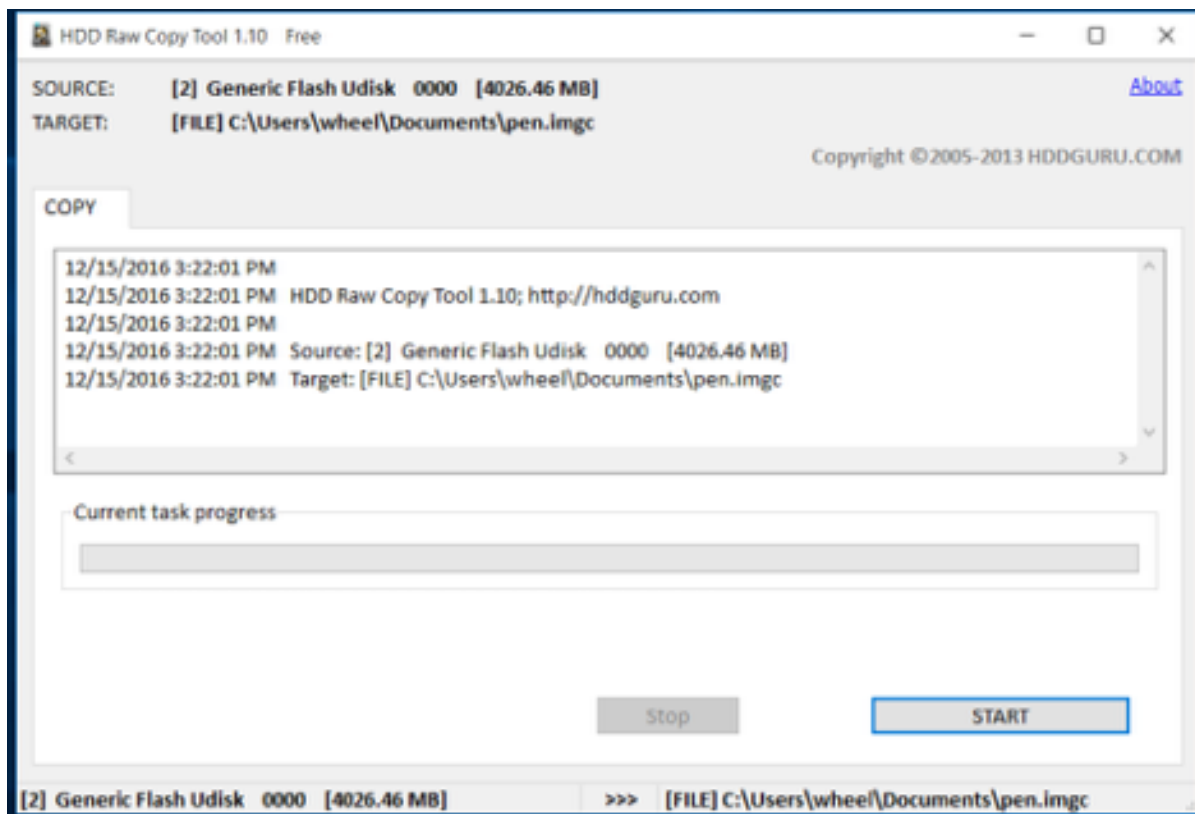 HDD Raw Copy Tool 1.10 Free
SOURCE: [2] Generic Flash Udisk 0000 [4026.46 MB] About
TARGET: [FILE] C:\Users\wheel\Documents\pen.imgc
Copyright ©2005-2013 HDDGURU.COM
COPY
12/15/2016 3:22:01 PM
12/15/2016 3:22:01 PM HDD Raw Copy Tool 1.10; http://hddguru.com
12/15/2016 3:22:01 PM
12/15/2016 3:22:01 PM Source: [2] Generic Flash Udisk 0000 [4026.46 MB]
12/15/2016 3:22:01 PM Target: [FILE] C:\Users\wheel\Documents\pen.imgc
Current task progress
Stop START
[2] Generic Flash Udisk 0000 [4026.46 MB] >>> [FILE] C:\Users\wheel\Documents\pen.imgc